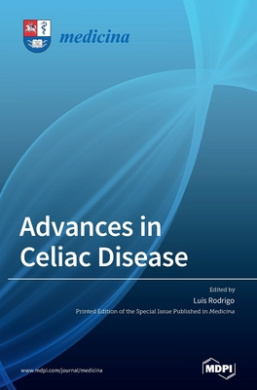 medicina
Advances in
Celiac Disease
Edited by
Luis Rodrigo
Printed Edition of the Special Issue Published in Medicina
www.mdpi.com/journal/medicina
MDPI